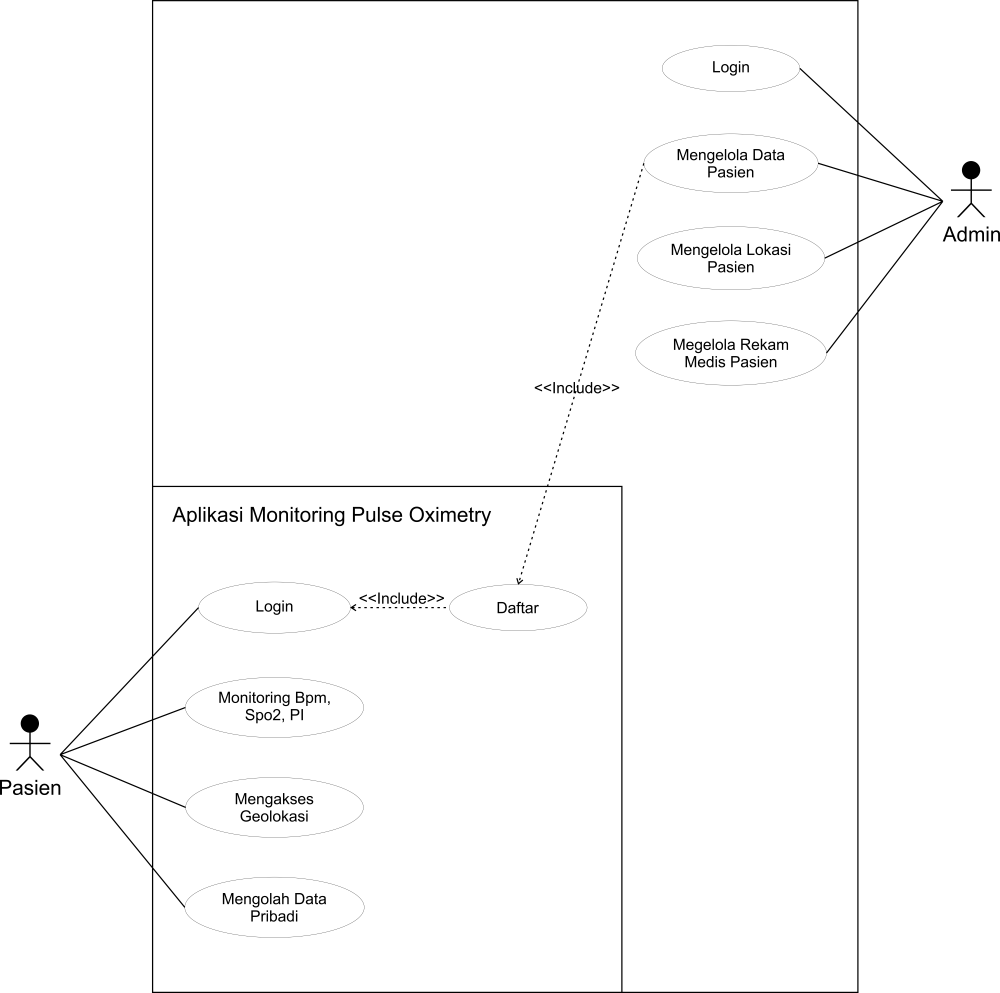 Login
Mengelola Data
Pasien
Admin
Mengelola Lokasi
Pasien
Megelola Rekam
Medis Pasien
<<Include>>
Aplikasi Monitoring Pulse Oximetry
Login
<<Include>>
Daftar
Monitoring Bpm,
Spo2, PI
Pasien
Mengakses
Geolokasi
Mengolah Data
Pribadi